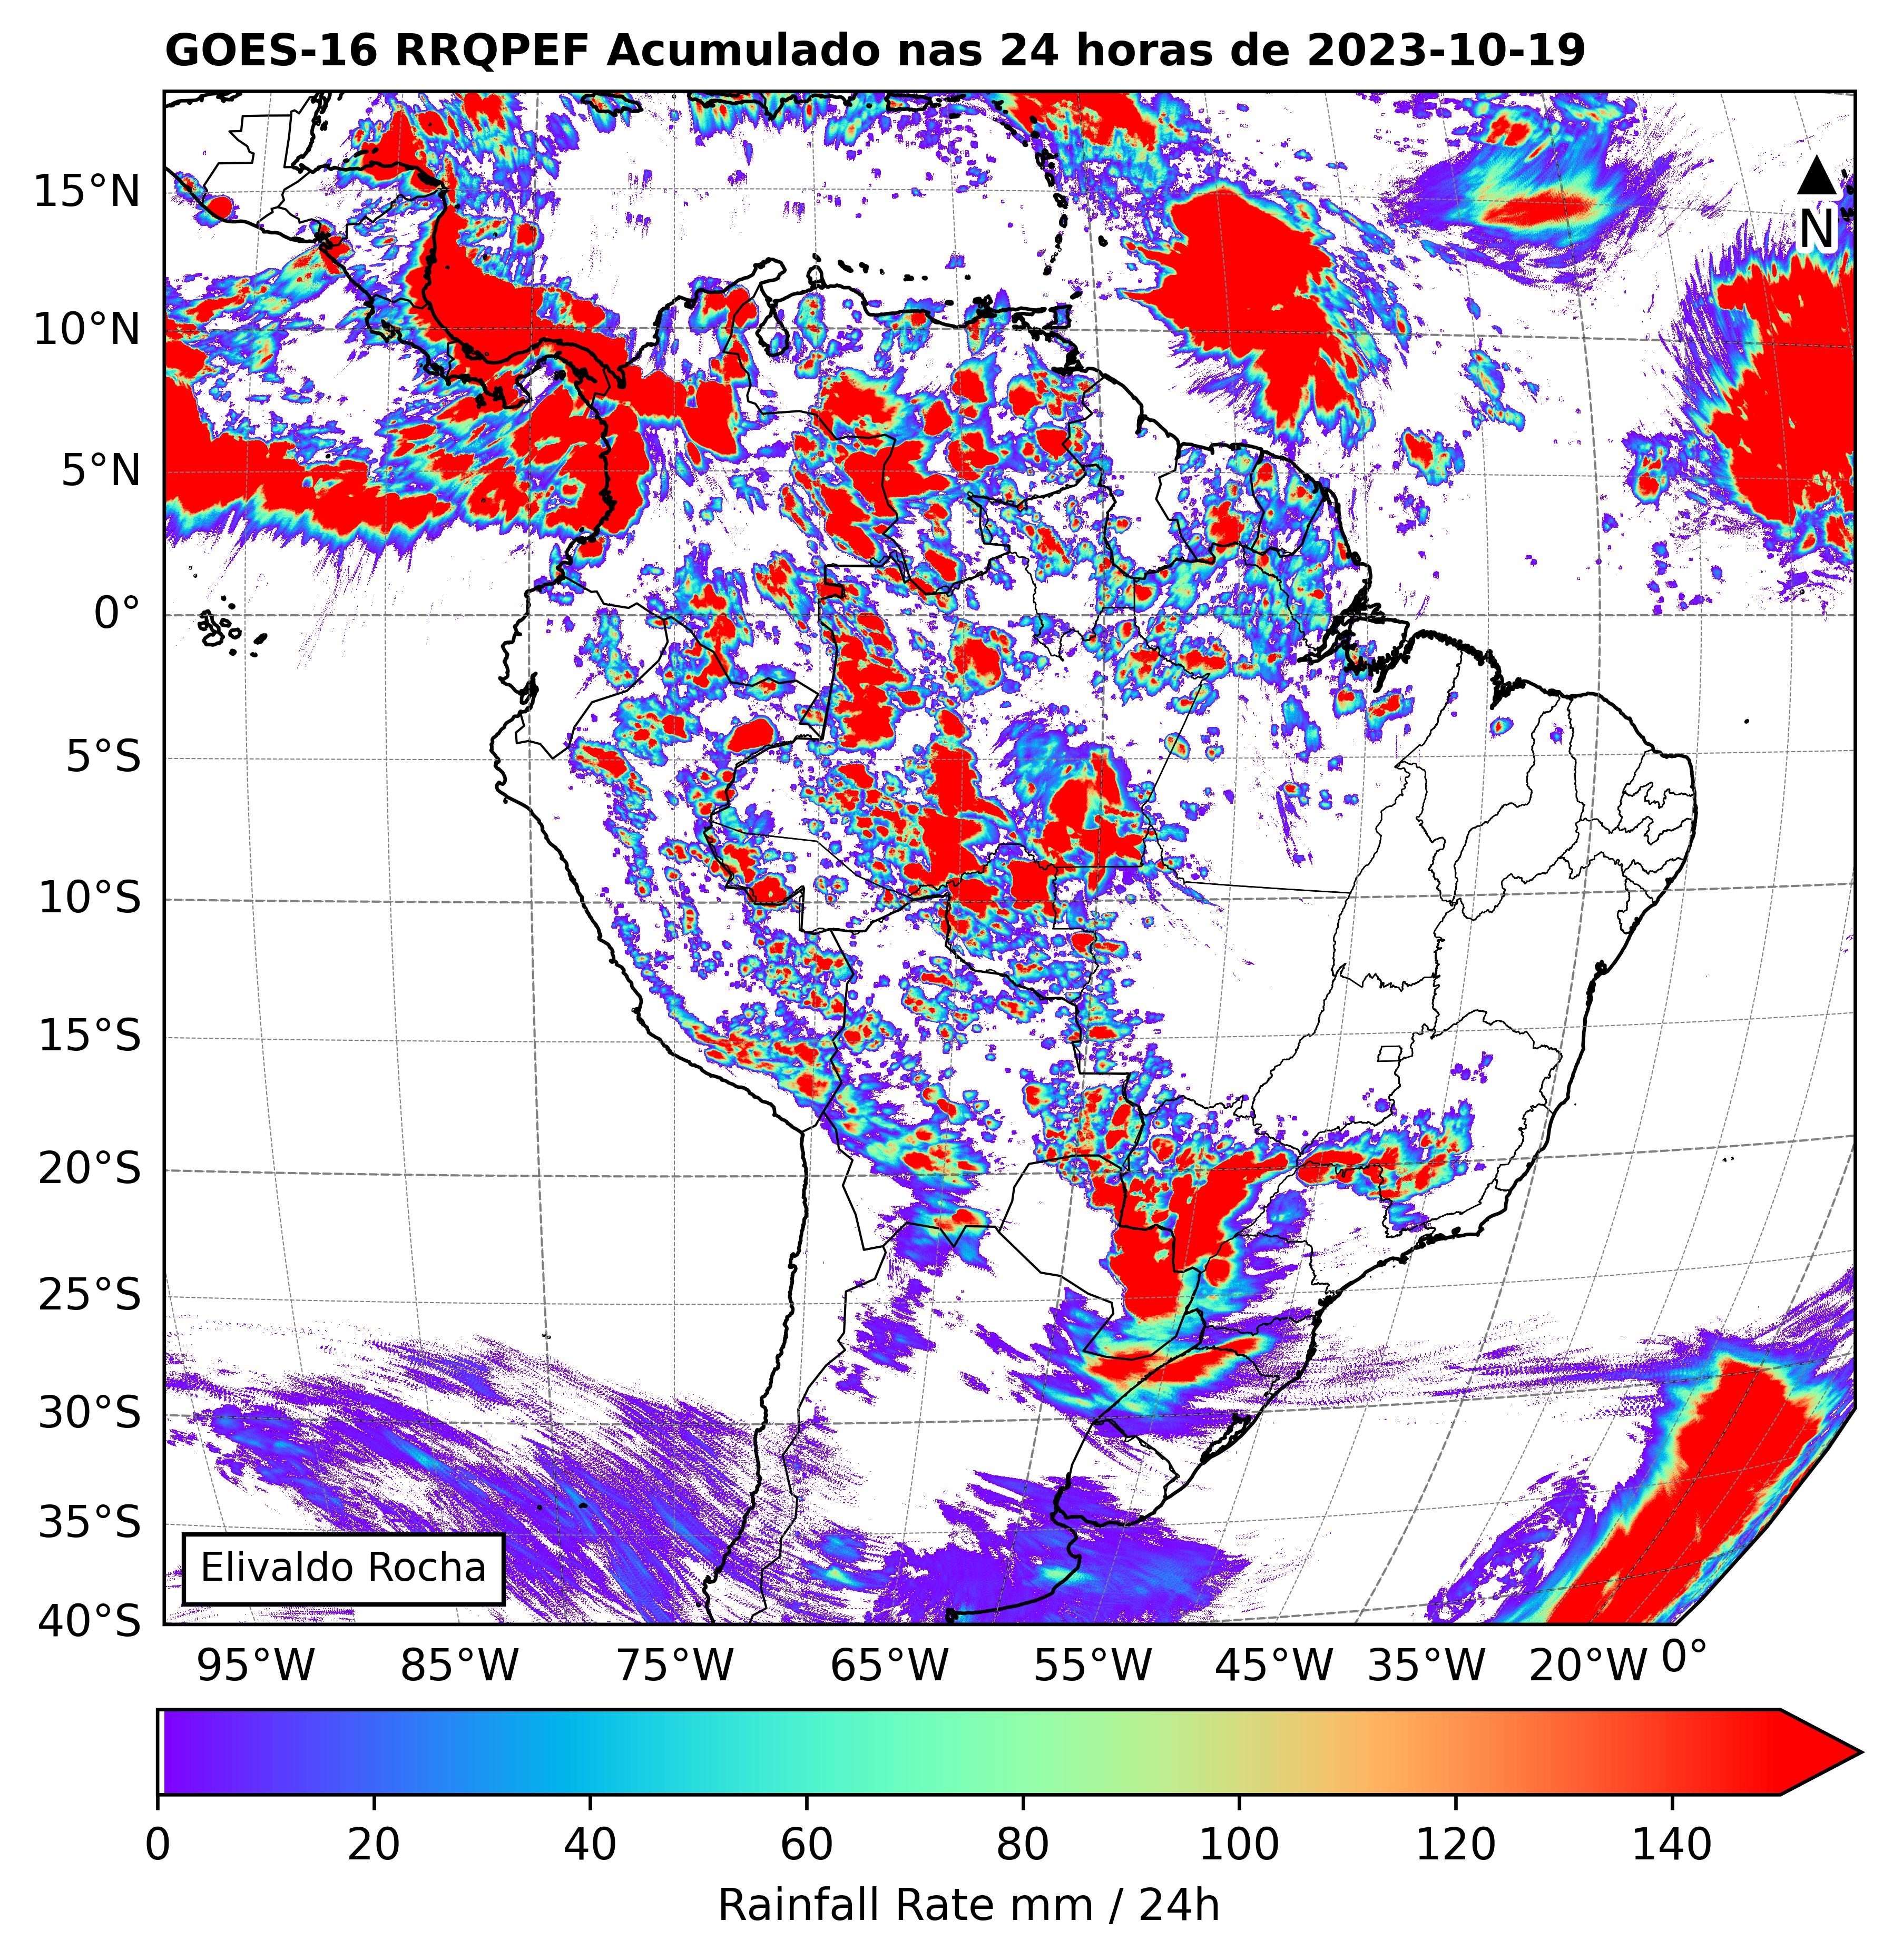 GOES-16 RRQPEF Acumulado nas 24 horas de 2023-10-19
15°N
N
10°N
5°N
0°
5°S
10°S
15°S
20°S
25°S
30°S
35°S
Elivaldo Rocha
40°S
95°W 85°W 75°W 65°W 55°W 45°W 35°W 20°W 0°
0 20 40 60 80 100 120 140
Rainfall Rate mm / 24h